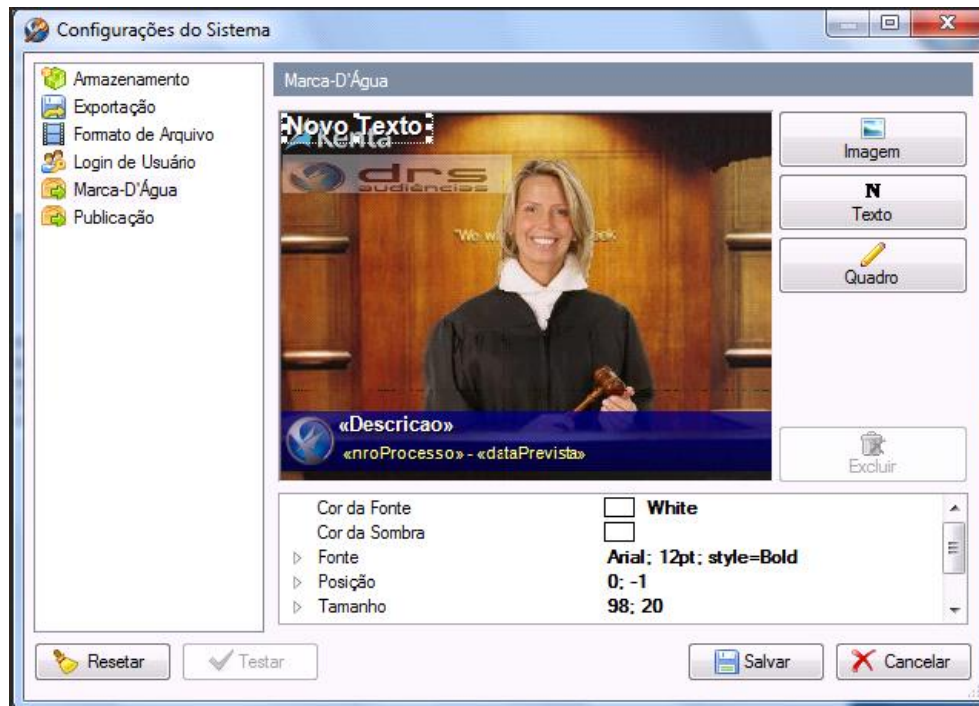 Configurações do Sistema
Armazenamento
Exportação
Formato de Arquivo
Login de Usuário
Marca-D'Água
Publicação
Marca-D'Água
Novo Texto
Kenta
drs
audiências
"We
«Descricao»
«nroProcesso» - «dataPrevista»
Imagem
N
Texto
Quadro
Excluir
Cor da Fonte White
Cor da Sombra
Fonte Arial; 12pt; style=Bold
Posição 0; -1
Tamanho 98; 20
Resetar
Testar
Salvar
Cancelar